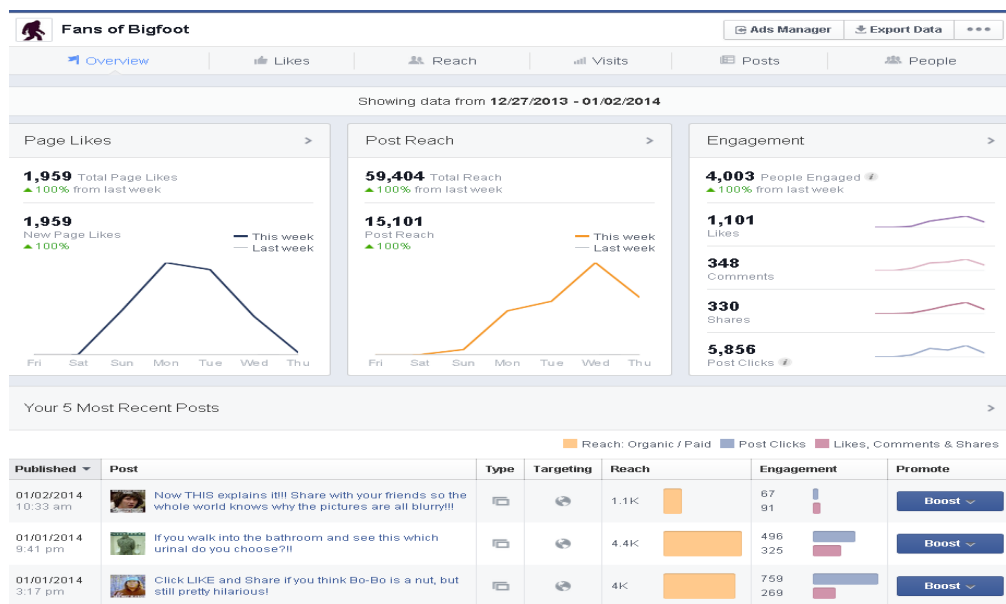 Fans of Bigfoot
Ads Manager
Export Data
Overview
Likes
Reach
Visits
Posts
People
Showing data from 12/27/2013 - 01/02/2014
Page Likes >
1,959 Total Page Likes
100% from last week
1,959
New Page Likes
100%
This week
Last week
Fri Sat Sun Mon Tue Wed Thu
Post Reach >
59,404 Total Reach
100% from last week
15,101
Post Reach
100%
This week
Last week
Fri Sat Sun Mon Tue Wed Thu
Engagement >
4,003 People Engaged i
100% from last week
1,101
Likes
348
Comments
330
Shares
5,856
Post Clicks i
Your 5 Most Recent Posts >
Reach: Organic / Paid Post Clicks Likes, Comments & Shares
Published Post Type Targeting Reach Engagement Promote
01/02/2014
10:33 am
Now THIS explains it!!! Share with your friends so the
whole world knows why the pictures are all blurry!!!
1.1K
67
91
Boost
01/01/2014
9:41 pm
If you walk into the bathroom and see this which
urinal do you choose?!!
4.4K
496
325
Boost
01/01/2014
3:17 pm
Click LIKE and Share if you think Bo-Bo is a nut, but
still pretty hilarious!
4K
759
269
Boost